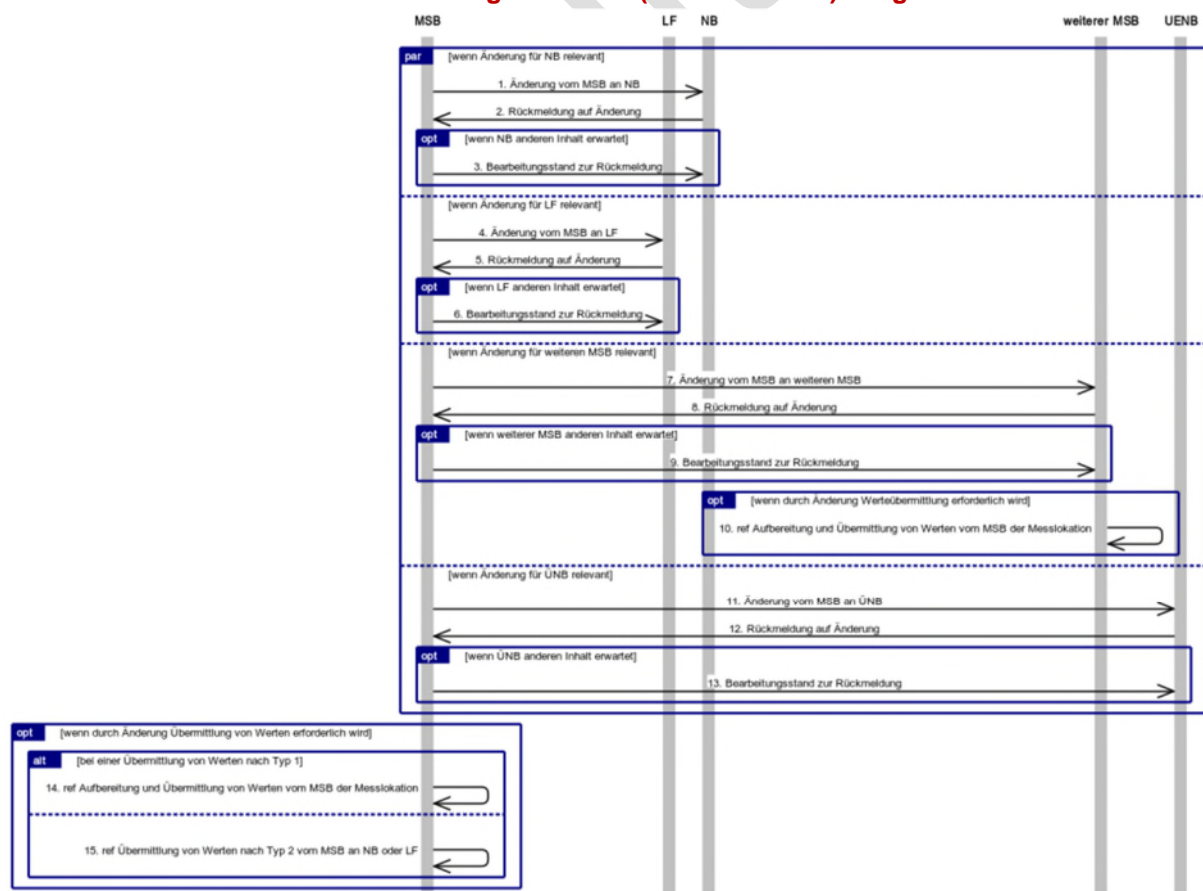 MSB LF NB weiterer MSB UENB
par [wenn Änderung für NB relevant]
1. Änderung vom MSB an NB
2. Rückmeldung auf Änderung
opt [wenn NB anderen Inhalt erwartet]
3. Bearbeitungsstand zur Rückmeldung
[wenn Änderung für LF relevant]
4. Änderung vom MSB an LF
5. Rückmeldung auf Änderung
opt [wenn LF anderen Inhalt erwartet]
6. Bearbeitungsstand zur Rückmeldung
[wenn Änderung für weiteren MSB relevant]
7. Änderung vom MSB an weiteren MSB
8. Rückmeldung auf Änderung
opt [wenn weiterer MSB anderen Inhalt erwartet]
9. Bearbeitungsstand zur Rückmeldung
opt [wenn durch Änderung Werteübermittlung erforderlich wird]
10. ref Aufbereitung und Übermittlung von Werten vom MSB der Messlokation
[wenn Änderung für ÜNB relevant]
11. Änderung vom MSB an ÜNB
12. Rückmeldung auf Änderung
opt [wenn ÜNB anderen Inhalt erwartet]
13. Bearbeitungsstand zur Rückmeldung
opt [wenn durch Änderung Übermittlung von Werten erforderlich wird]
alt [bei einer Übermittlung von Werten nach Typ 1]
14. ref Aufbereitung und Übermittlung von Werten vom MSB der Messlokation
15. ref Übermittlung von Werten nach Typ 2 vom MSB an NB oder LF